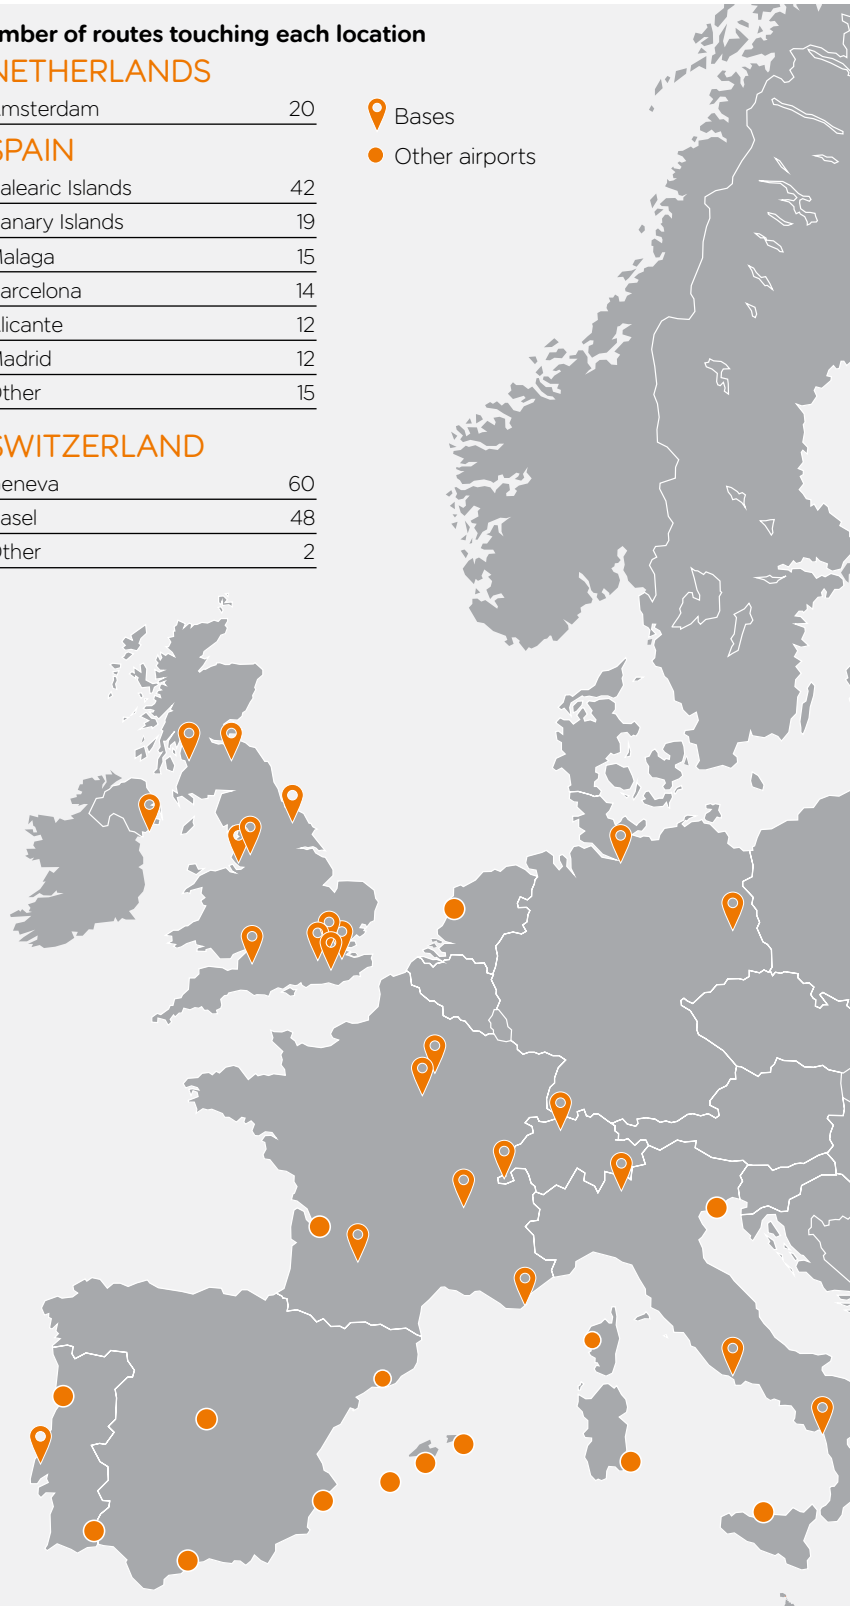 mber of routes touching each location
NETHERLANDS
msterdam 20
SPAIN
alearic Islands 42
anary Islands 19
alaga 15
arcelona 14
licante 12
adrid 12
ther 15
SWITZERLAND
eneva 60
asel 48
ther 2
Bases
Other airports